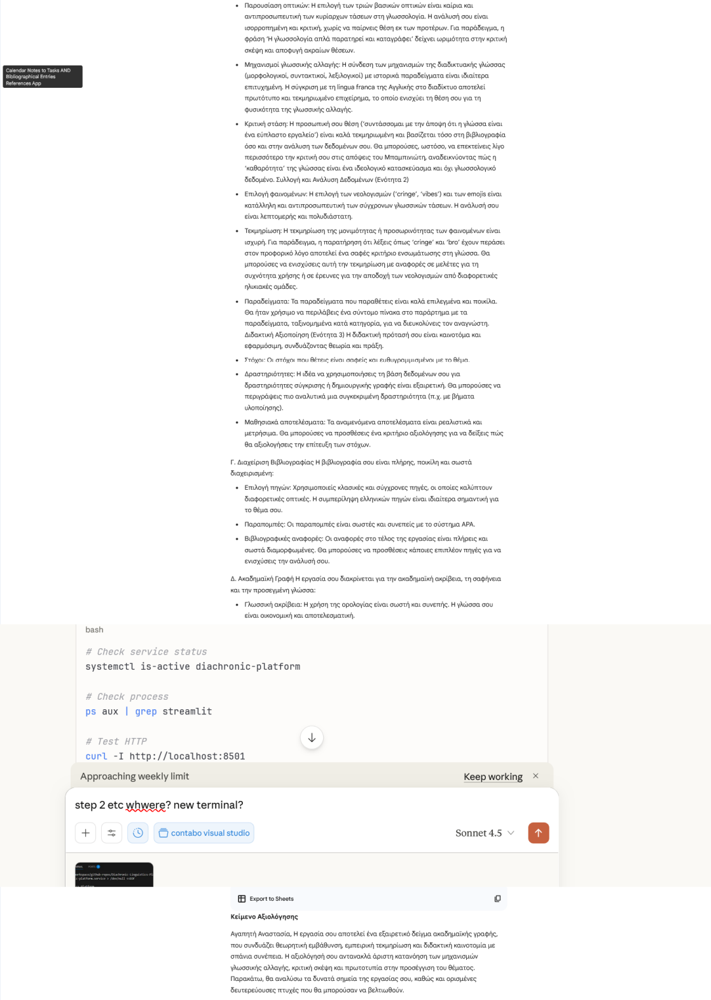 Παρουσίαση οπτικών: Η επιλογή των τριών βασικών οπτικών είναι καίρια και
αντιπροσωπευτική των κυρίαρχων τάσεων στη γλωσσολογία. Η ανάλυσή σου είναι
ισορροπημένη και κριτική, χωρίς να παίρνεις θέση εκ των προτέρων. Για παράδειγμα, η
φράση ‘Η γλωσσολογία απλά παρατηρεί και καταγράφει’ δείχνει ωριμότητα στην κριτική
σκέψη και αποφυγή ακραίων θέσεων.
Calendar Notes to Tasks AND
Bibliographical Entries
References App
Μηχανισμοί γλωσσικής αλλαγής: Η σύνδεση των μηχανισμών της διαδικτυακής γλώσσας
(μορφολογικοί, συντακτικοί, λεξιλογικοί) με ιστορικά παραδείγματα είναι ιδιαίτερα
επιτυχημένη. Η σύγκριση με τη lingua franca της Αγγλικής στο διαδίκτυο αποτελεί
πρωτότυπο και τεκμηριωμένο επιχείρημα, το οποίο ενισχύει τη θέση σου για τη
φυσικότητα της γλωσσικής αλλαγής.
Κριτική στάση: Η προσωπική σου θέση (‘συντάσσομαι με την άποψη ότι η γλώσσα είναι
ένα εύπλαστο εργαλείο’) είναι καλά τεκμηριωμένη και βασίζεται τόσο στη βιβλιογραφία
όσο και στην ανάλυση των δεδομένων σου. Θα μπορούσες, ωστόσο, να επεκτείνεις λίγο
περισσότερο την κριτική σου στις απόψεις του Μπαμπινιώτη, αναδεικνύοντας πώς η
‘καθαρότητα’ της γλώσσας είναι ένα ιδεολογικό κατασκεύασμα και όχι γλωσσολογικό
δεδομένο. Συλλογή και Ανάλυση Δεδομένων (Ενότητα 2)
Επιλογή φαινομένων: Η επιλογή των νεολογισμών (‘cringe’, ‘vibes’) και των emojis είναι
κατάλληλη και αντιπροσωπευτική των σύγχρονων γλωσσικών τάσεων. Η ανάλυσή σου
είναι λεπτομερής και πολυδιάστατη.
Τεκμηρίωση: Η τεκμηρίωση της μονιμότητας ή προσωρινότητας των φαινομένων είναι
ισχυρή. Για παράδειγμα, η παρατήρηση ότι λέξεις όπως ‘cringe’ και ‘bro’ έχουν περάσει
στον προφορικό λόγο αποτελεί ένα σαφές κριτήριο ενσωμάτωσης στη γλώσσα. Θα
μπορούσες να ενισχύσεις αυτή την τεκμηρίωση με αναφορές σε μελέτες για τη
συχνότητα χρήσης ή σε έρευνες για την αποδοχή των νεολογισμών από διαφορετικές
ηλικιακές ομάδες.
Παραδείγματα: Τα παραδείγματα που παραθέτεις είναι καλά επιλεγμένα και ποικίλα.
Θα ήταν χρήσιμο να περιλάβεις ένα σύντομο πίνακα στο παράρτημα με τα
παραδείγματα, ταξινομημένα κατά κατηγορία, για να διευκολύνεις τον αναγνώστη.
Διδακτική Αξιοποίηση (Ενότητα 3) Η διδακτική πρότασή σου είναι καινοτόμα και
εφαρμόσιμη, συνδυάζοντας θεωρία και πράξη.
Στόχοι: Οι στόχοι που θέτεις είναι σαφείς και ευθυγραμμισμένοι με το θέμα.
Δραστηριότητες: Η ιδέα να χρησιμοποιήσεις τη βάση δεδομένων σου για
δραστηριότητες σύγκρισης ή δημιουργικής γραφής είναι εξαιρετική. Θα μπορούσες να
περιγράψεις πιο αναλυτικά μια συγκεκριμένη δραστηριότητα (π.χ. με βήματα
υλοποίησης).
Μαθησιακά αποτελέσματα: Τα αναμενόμενα αποτελέσματα είναι ρεαλιστικά και
μετρήσιμα. Θα μπορούσες να προσθέσεις ένα κριτήριο αξιολόγησης για να δείξεις πώς
θα αξιολογήσεις την επίτευξη των στόχων.
Γ. Διαχείριση Βιβλιογραφίας Η βιβλιογραφία σου είναι πλήρης, ποικίλη και σωστά
διαχειρισμένη:
Επιλογή πηγών: Χρησιμοποιείς κλασικές και σύγχρονες πηγές, οι οποίες καλύπτουν
διαφορετικές οπτικές. Η συμπερίληψη ελληνικών πηγών είναι ιδιαίτερα σημαντική για
το θέμα σου.
Παραπομπές: Οι παραπομπές είναι σωστές και συνεπείς με το σύστημα APA.
Βιβλιογραφικές αναφορές: Οι αναφορές στο τέλος της εργασίας είναι πλήρεις και
σωστά διαμορφωμένες. Θα μπορούσες να προσθέσεις κάποιες επιπλέον πηγές για να
ενισχύσεις την ανάλυσή σου.
Δ. Ακαδημαϊκή Γραφή Η εργασία σου διακρίνεται για την ακαδημαϊκή ακρίβεια, τη σαφήνεια
και την προσεγμένη γλώσσα:
Γλωσσική ακρίβεια: Η χρήση της ορολογίας είναι σωστή και συνεπής. Η γλώσσα σου
είναι οικονομική και αποτελεσματική.
bash
# Check service status
systemctl is-active diachronic-platform
# Check process
ps aux | grep streamlit
# Test HTTP
curl -I http://localhost:8501
Approaching weekly limit Keep working
step 2 etc whwere? new terminal?
contabo visual studio Sonnet 4.5
Export to Sheets
Κείμενο Αξιολόγησης
Αγαπητή Αναστασία, Η εργασία σου αποτελεί ένα εξαιρετικό δείγμα ακαδημαϊκής γραφής,
που συνδυάζει θεωρητική εμβάθυνση, εμπειρική τεκμηρίωση και διδακτική καινοτομία με
σπάνια συνέπεια. Η αξιολόγησή σου αντανακλά άριστη κατανόηση των μηχανισμών
γλωσσικής αλλαγής, κριτική σκέψη και πρωτοτυπία στην προσέγγιση του θέματος.
Παρακάτω, θα αναλύσω τα δυνατά σημεία της εργασίας σου, καθώς και ορισμένες
δευτερεύουσες πτυχές που θα μπορούσαν να βελτιωθούν.